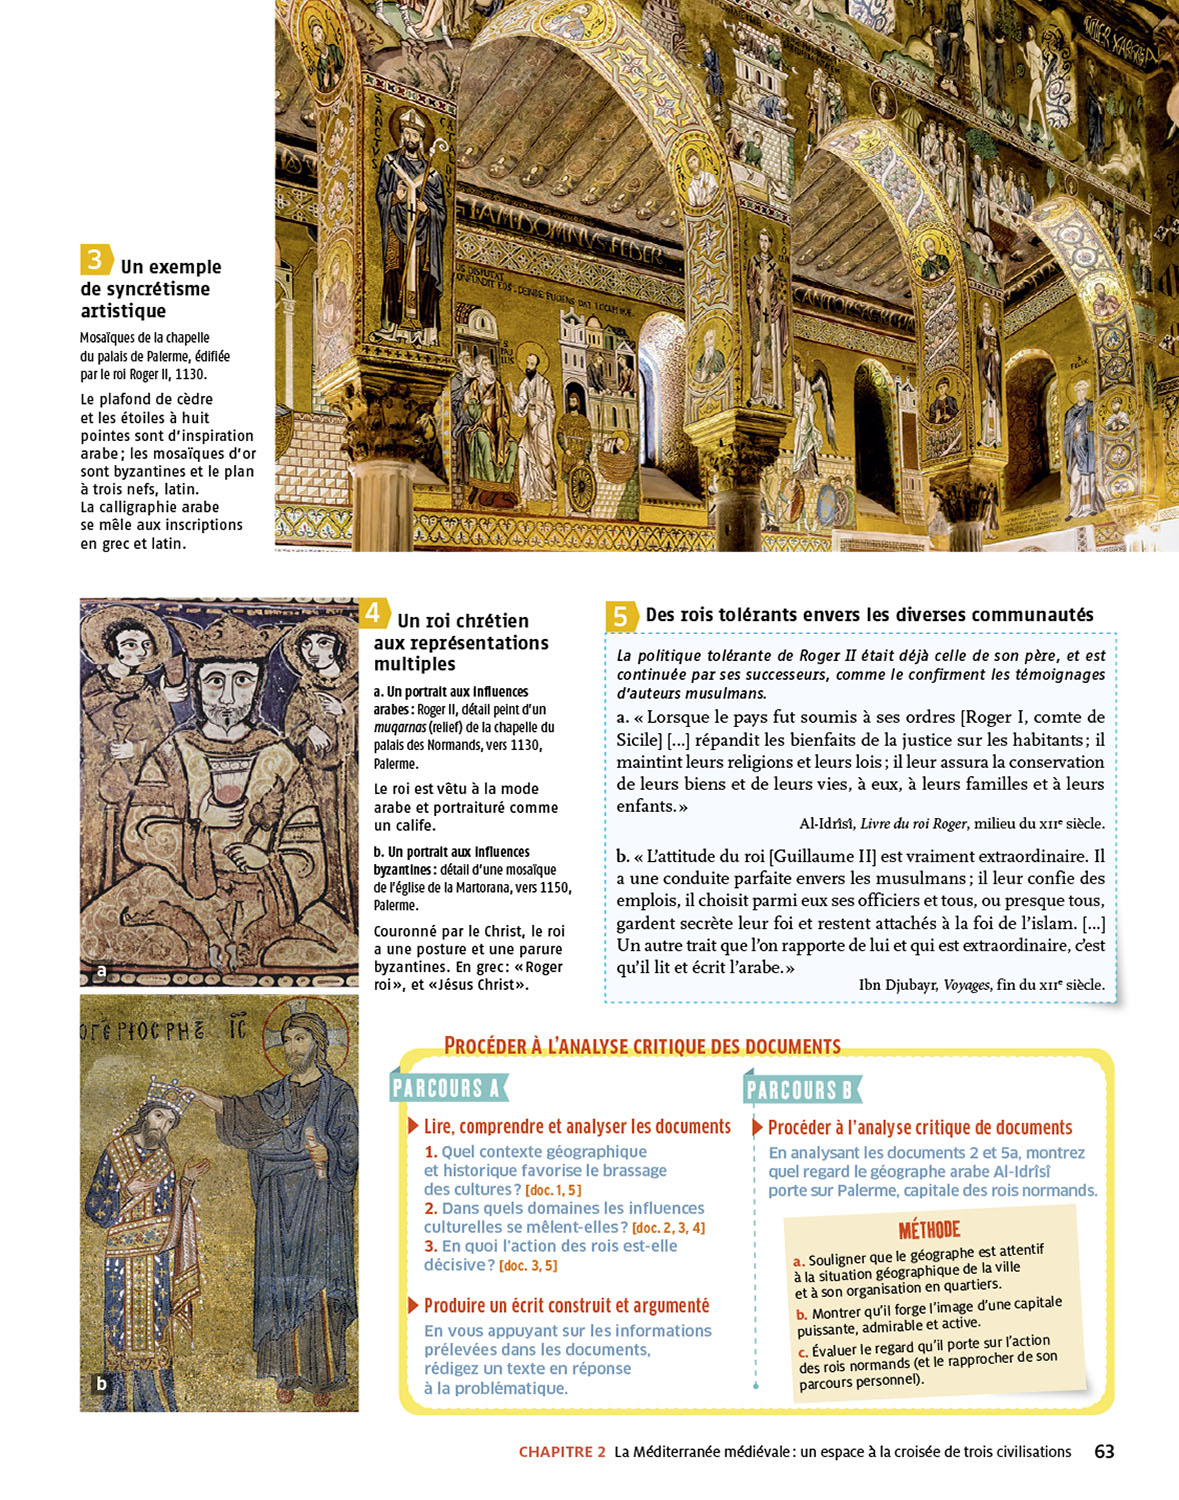 SANCTVS
CATALDVS
IAMDOMINVSFEDER
DISPVTAT
ONFVNDIT EOS : DEINDE
3 Un exemple
de syncrétisme
artistique
Mosaïques de la chapelle
du palais de Palerme, édifiée
par le roi Roger II, 1130.
Le plafond de cèdre
et les étoiles à huit
pointes sont d'inspiration
arabe ; les mosaïques d'or
sont byzantines et le plan
à trois nefs, latin.
La calligraphie arabe
se mêle aux inscriptions
en grec et latin.
4 Un roi chrétien
aux représentations
multiples
a. Un portrait aux influences
arabes : Roger II, détail peint d'un
muqarnas (relief) de la chapelle du
palais des Normands, vers 1130,
Palerme.
Le roi est vêtu à la mode
arabe et portraituré comme
un calife.
b. Un portrait aux influences
byzantines : détail d'une mosaïque
de l'église de la Martorana, vers 1150,
Palerme.
Couronné par le Christ, le roi
a une posture et une parure
byzantines. En grec : « Roger
roi », et « Jésus Christ ».
a
b
5 Des rois tolérants envers les diverses communautés
La politique tolérante de Roger II était déjà celle de son père, et est
continuée par ses successeurs, comme le confirment les témoignages
d'auteurs musulmans.
a. « Lorsque le pays fut soumis à ses ordres [Roger I, comte de
Sicile] [...] répandit les bienfaits de la justice sur les habitants ; il
maintint leurs religions et leurs lois ; il leur assura la conservation
de leurs biens et de leurs vies, à eux, à leurs familles et à leurs
enfants. »
Al-Idrîsî, Livre du roi Roger, milieu du XIIe siècle.
b. « L'attitude du roi [Guillaume II] est vraiment extraordinaire. Il
a une conduite parfaite envers les musulmans ; il leur confie des
emplois, il choisit parmi eux ses officiers et tous, ou presque tous,
gardent secrète leur foi et restent attachés à la foi de l'islam. [...]
Un autre trait que l'on rapporte de lui et qui est extraordinaire, c'est
qu'il lit et écrit l'arabe. »
Ibn Djubayr, Voyages, fin du XIIe siècle.
PROCÉDER À L'ANALYSE CRITIQUE DES DOCUMENTS
PARCOURS A
Lire, comprendre et analyser les documents
1. Quel contexte géographique
et historique favorise le brassage
des cultures ? [doc. 1, 5]
2. Dans quels domaines les influences
culturelles se mêlent-elles ? [doc. 2, 3, 4]
3. En quoi l'action des rois est-elle
décisive ? [doc. 3, 5]
Produire un écrit construit et argumenté
En vous appuyant sur les informations
prélevées dans les documents,
rédigez un texte en réponse
à la problématique.
PARCOURS B
Procéder à l'analyse critique de documents
En analysant les documents 2 et 5a, montrez
quel regard le géographe arabe Al-Idrîsî
porte sur Palerme, capitale des rois normands.
MÉTHODE
a. Souligner que le géographe est attentif
à la situation géographique de la ville
et à son organisation en quartiers.
b. Montrer qu'il forge l'image d'une capitale
puissante, admirable et active.
c. Évaluer le regard qu'il porte sur l'action
des rois normands (et le rapprocher de son
parcours personnel).
CHAPITRE 2 La Méditerranée médiévale : un espace à la croisée de trois civilisations 63